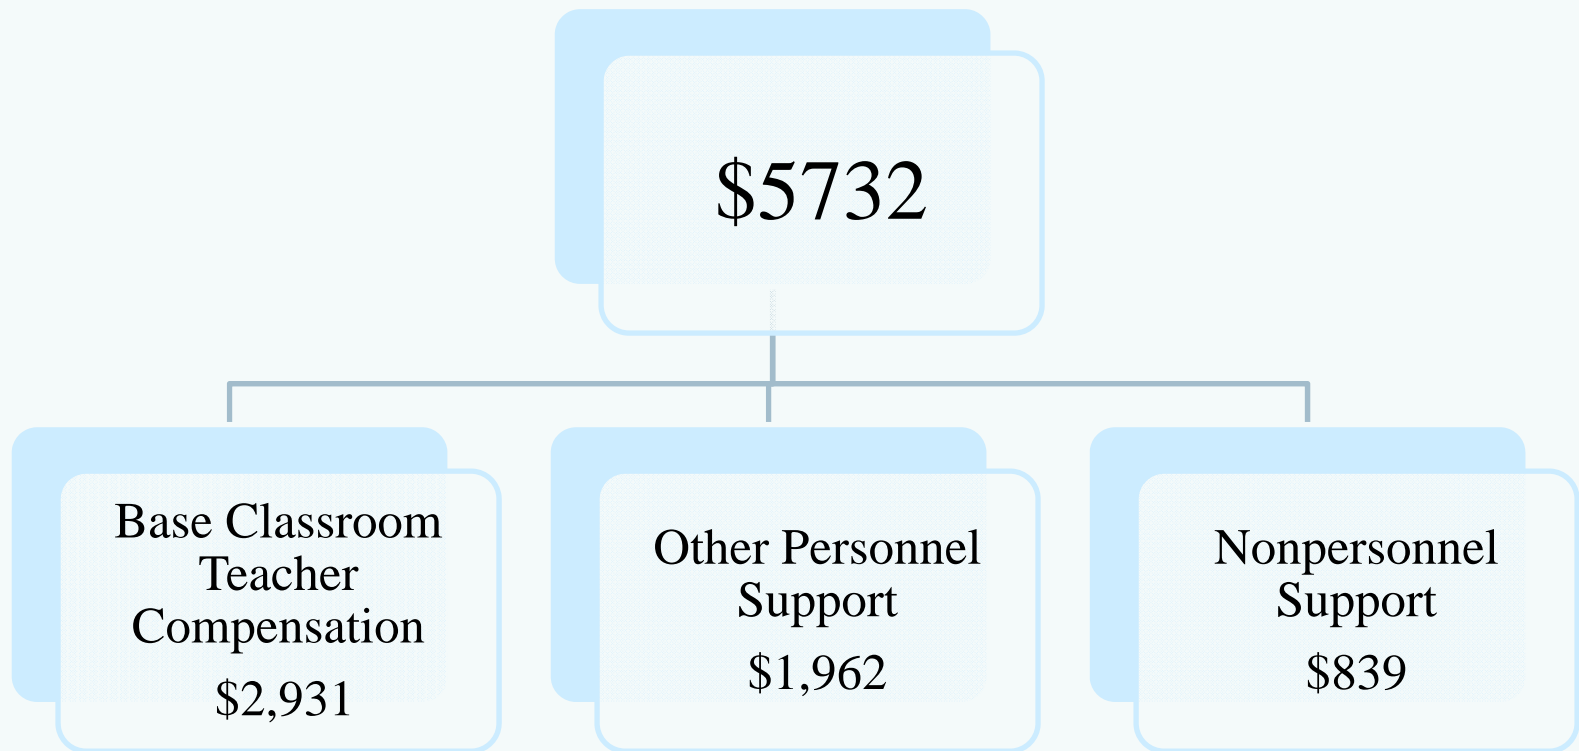 $5732
Base Classroom
Teacher
Compensation
$2,931
Other Personnel
Support
$1,962
Nonpersonnel
Support
$839